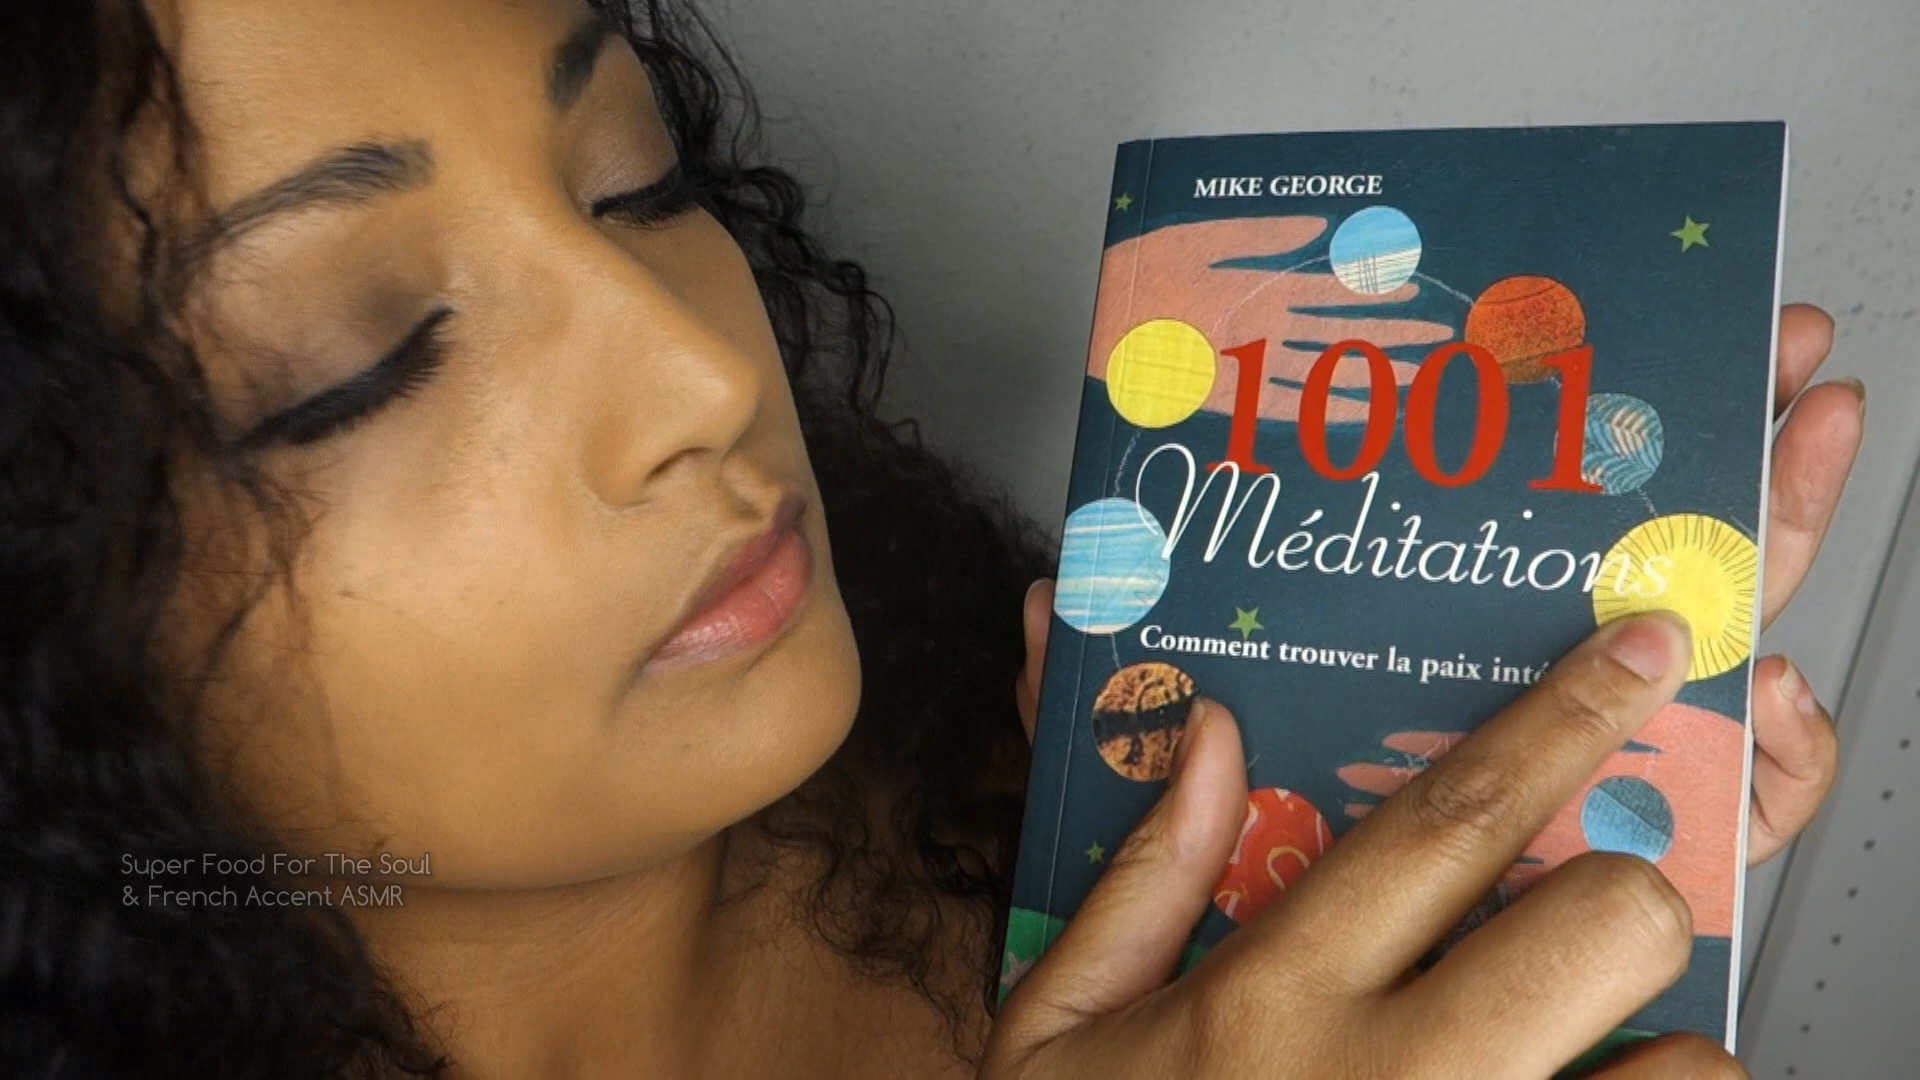 MIKE GEORGE
1001
Méditations
Comment trouver la paix
Super Food For The Soul
& French Accent ASMR